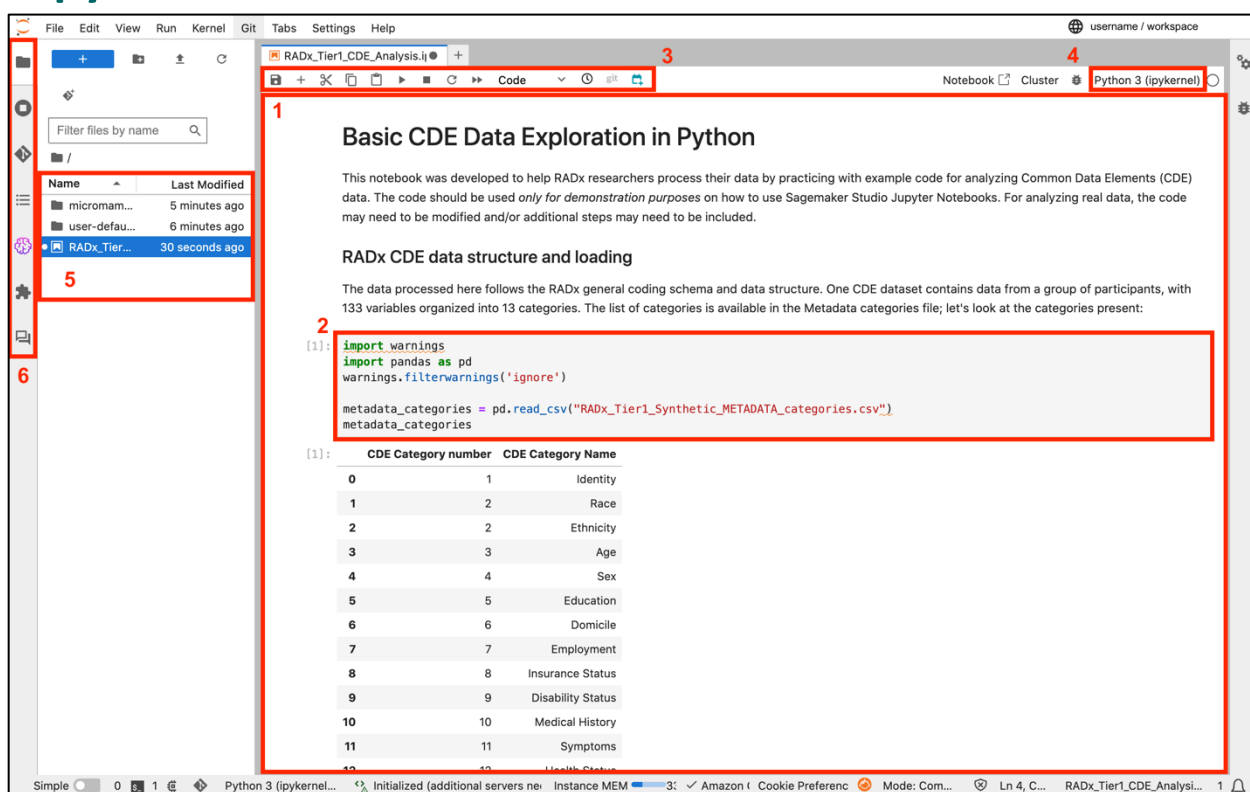 File Edit View Run Kernel Git Tabs Settings Help
username / workspace
RADx_Tier1_CDE_Analysis.i
3
4
Code
git
Notebook
Cluster
Python 3 (ipykernel)
Filter files by name
/
Name
Last Modified
micromam...
5 minutes ago
user-defau...
6 minutes ago
RADx_Tier...
30 seconds ago
5
6
1
Basic CDE Data Exploration in Python
This notebook was developed to help RADx researchers process their data by practicing with example code for analyzing Common Data Elements (CDE)
data. The code should be used only for demonstration purposes on how to use Sagemaker Studio Jupyter Notebooks. For analyzing real data, the code
may need to be modified and/or additional steps may need to be included.
RADx CDE data structure and loading
The data processed here follows the RADx general coding schema and data structure. One CDE dataset contains data from a group of participants, with
133 variables organized into 13 categories. The list of categories is available in the Metadata categories file; let's look at the categories present:
2
[1]: import warnings
import pandas as pd
warnings.filterwarnings('ignore')
metadata_categories = pd.read_csv("RADx_Tier1_Synthetic_METADATA_categories.csv")
metadata_categories
[1]: CDE Category number CDE Category Name
0 1 Identity
1 2 Race
2 2 Ethnicity
3 3 Age
4 4 Sex
5 5 Education
6 6 Domicile
7 7 Employment
8 8 Insurance Status
9 9 Disability Status
10 10 Medical History
11 11 Symptoms
12 12 Health Status
Simple 0 1 Python 3 (ipykernel... Initialized (additional servers ne Instance MEM Amazon Cookie Preferenc Mode: Com... Ln 4, C... RADx_Tier1_CDE_Analysi... 1